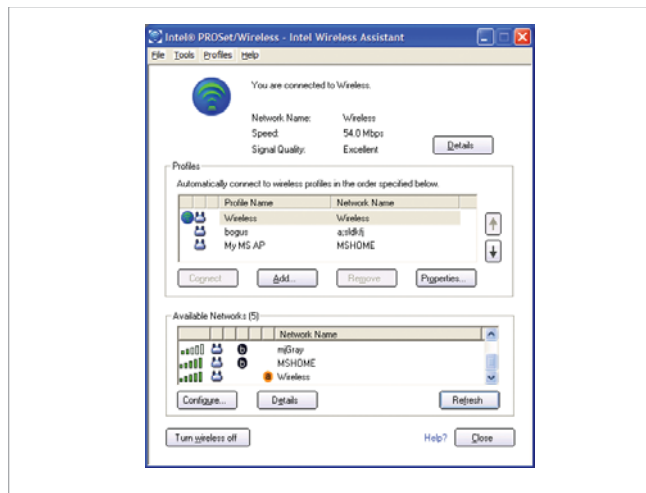 Intel® PROSet/Wireless - Intel Wireless Assistant
File Tools Profiles Help
You are connected to Wireless.
Network Name: Wireless
Speed: 54.0 Mbps
Signal Quality: Excellent
Details
Profiles
Automatically connect to wireless profiles in the order specified below.
Profile Name Network Name
Wireless Wireless
bogus a;sldkfj
My MS AP MSHOME
Connect Add... Remove Properties...
Available Networks (5)
Network Name
b mjGray
b MSHOME
a Wireless
Configure... Details Refresh
Turn wireless off Help? Close